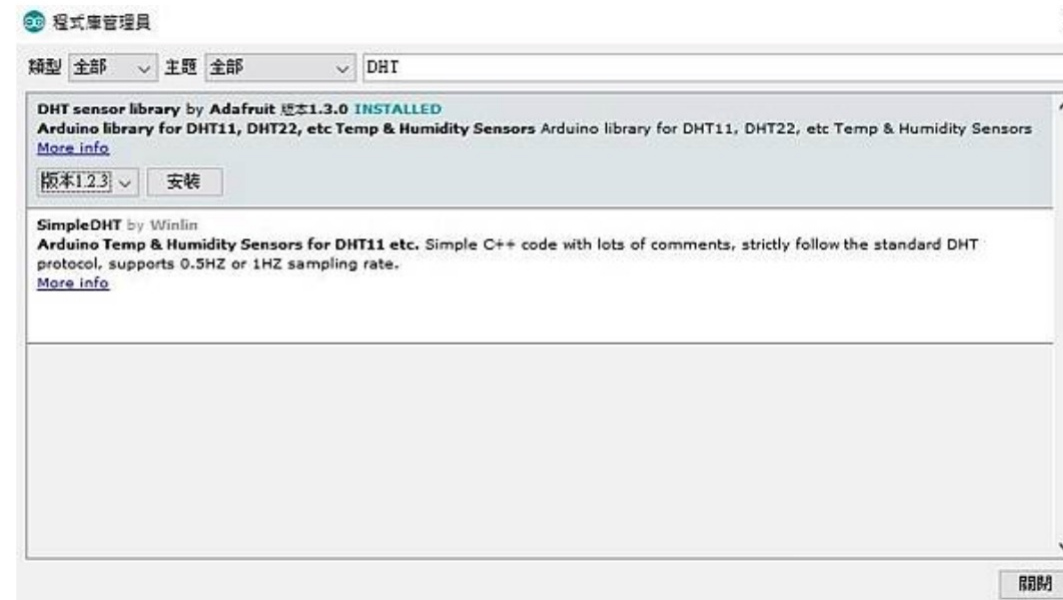 程式庫管理員
類型 全部 主題 全部 DHT
DHT sensor library by Adafruit 版本1.3.0 INSTALLED
Arduino library for DHT11, DHT22, etc Temp & Humidity Sensors Arduino library for DHT11, DHT22, etc Temp & Humidity Sensors
More info
版本1.2.3 安裝
SimpleDHT by Winlin
Arduino Temp & Humidity Sensors for DHT11 etc. Simple C++ code with lots of comments, strictly follow the standard DHT
protocol, supports 0.5HZ or 1HZ sampling rate.
More info
關閉